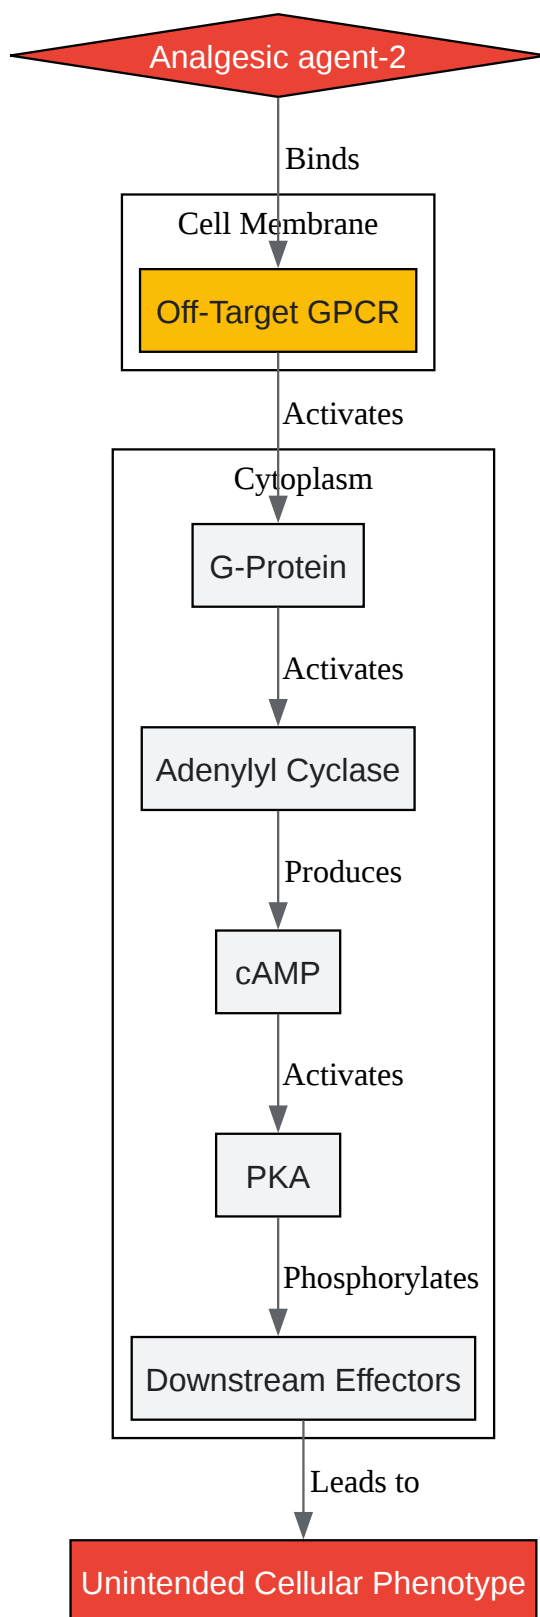 Analgesic agent-2
Binds
Cell Membrane
Off-Target GPCR
Activates
Cytoplasm
G-Protein
Activates
Adenylyl Cyclase
Produces
cAMP
Activates
PKA
Phosphorylates
Downstream Effectors
Leads to
Unintended Cellular Phenotype